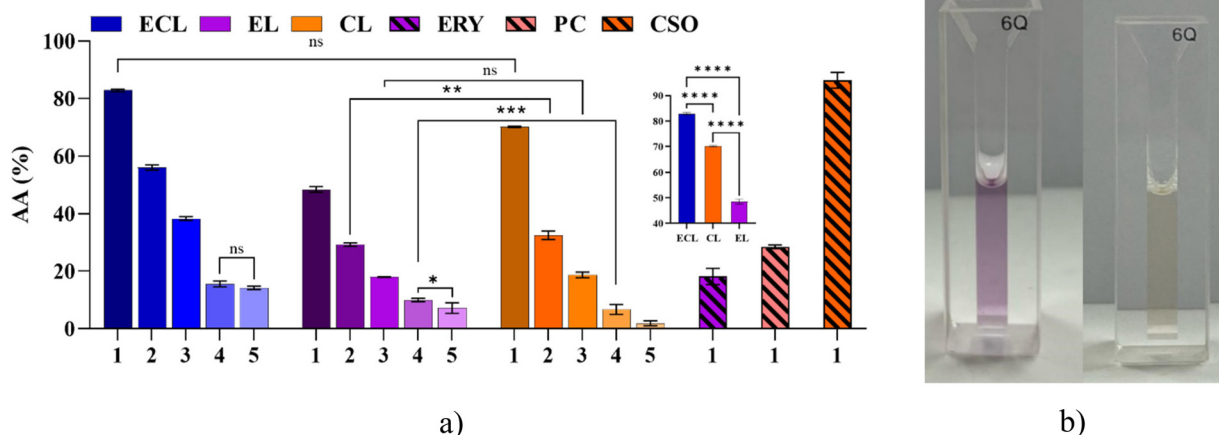 ECL EL CL ERY PC CSO
ns
100
80
60
40
20
0
AA (%)
ns
**
***
ns
*
****
****
****
90
80
70
60
50
40
ECL CL EL
1 2 3 4 5 1 2 3 4 5 1 2 3 4 5 1 1 1
a)
6Q
6Q
b)